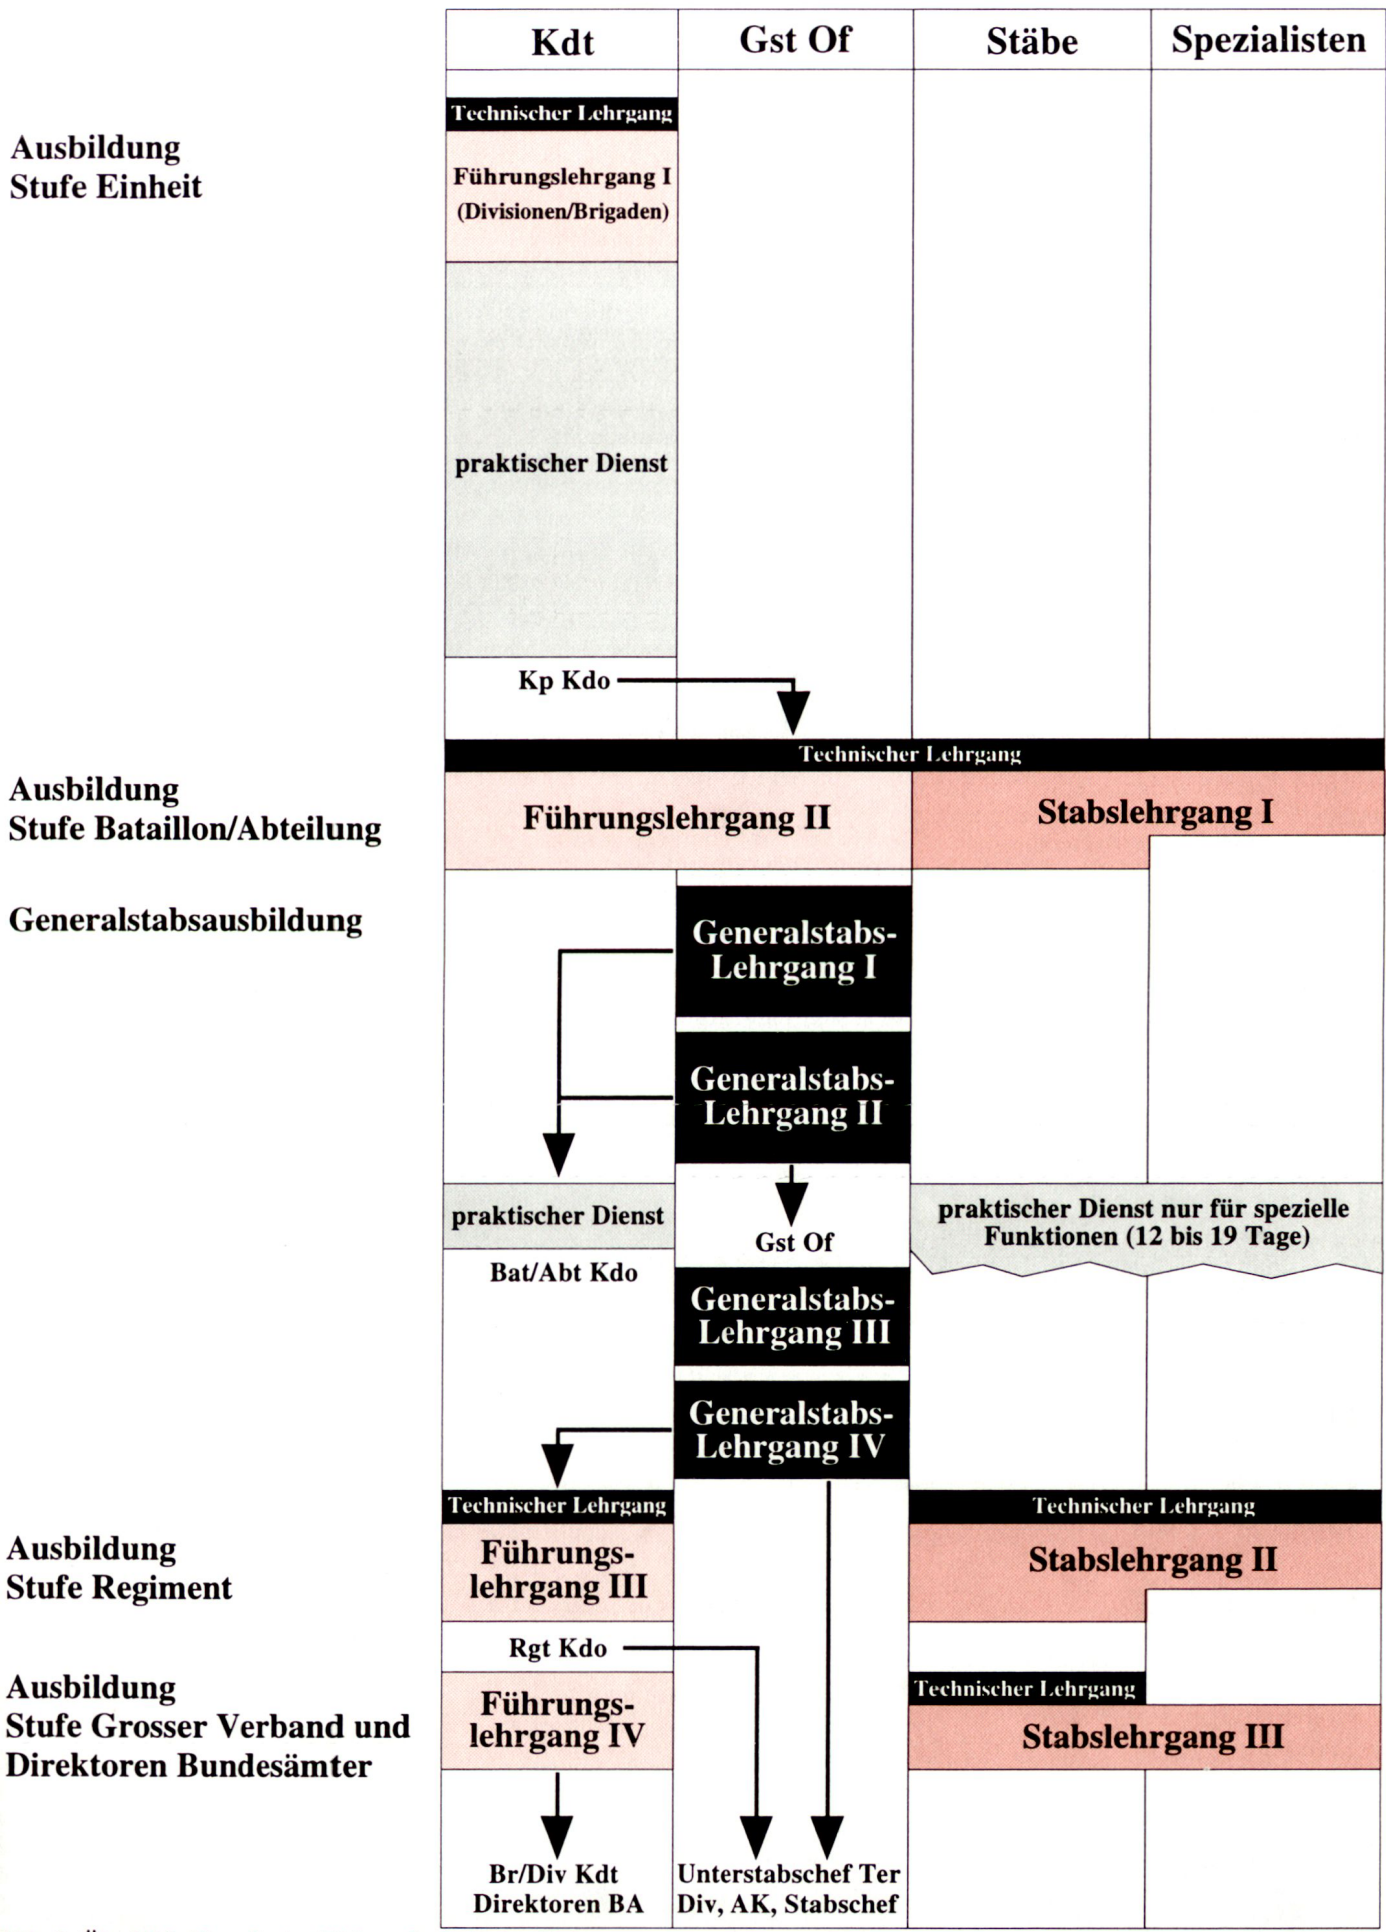 Kdt Gst Of Stäbe Spezialisten
Technischer Lehrgang
Ausbildung
Stufe Einheit
Führungslehrgang I
(Divisionen/Brigaden)
praktischer Dienst
Kp Kdo
Technischer Lehrgang
Ausbildung
Stufe Bataillon/Abteilung
Führungslehrgang II
Stabslehrgang I
Generalstabsausbildung
Generalstabs-
Lehrgang I
Generalstabs-
Lehrgang II
praktischer Dienst
Gst Of
praktischer Dienst nur für spezielle
Funktionen (12 bis 19 Tage)
Bat/Abt Kdo
Generalstabs-
Lehrgang III
Generalstabs-
Lehrgang IV
Technischer Lehrgang
Technischer Lehrgang
Ausbildung
Stufe Regiment
Führungs-
lehrgang III
Stabslehrgang II
Rgt Kdo
Ausbildung
Stufe Grosser Verband und
Direktoren Bundesämter
Führungs-
lehrgang IV
Technischer Lehrgang
Stabslehrgang III
Br/Div Kdt
Direktoren BA
Unterstabschef Ter
Div, AK, Stabschef